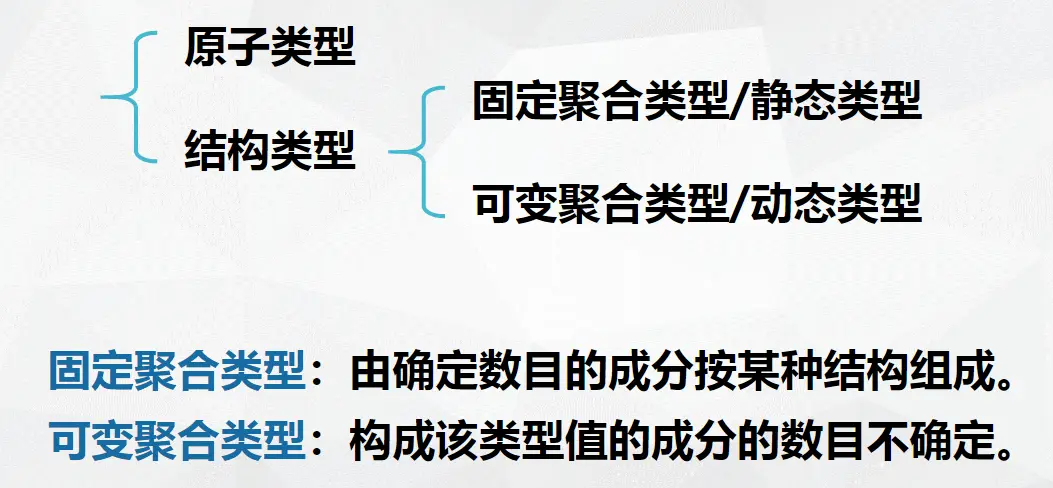 原子类型
结构类型
固定聚合类型/静态类型
可变聚合类型/动态类型
固定聚合类型：由确定数目的成分按某种结构组成。
可变聚合类型：构成该类型值的成分的数目不确定。